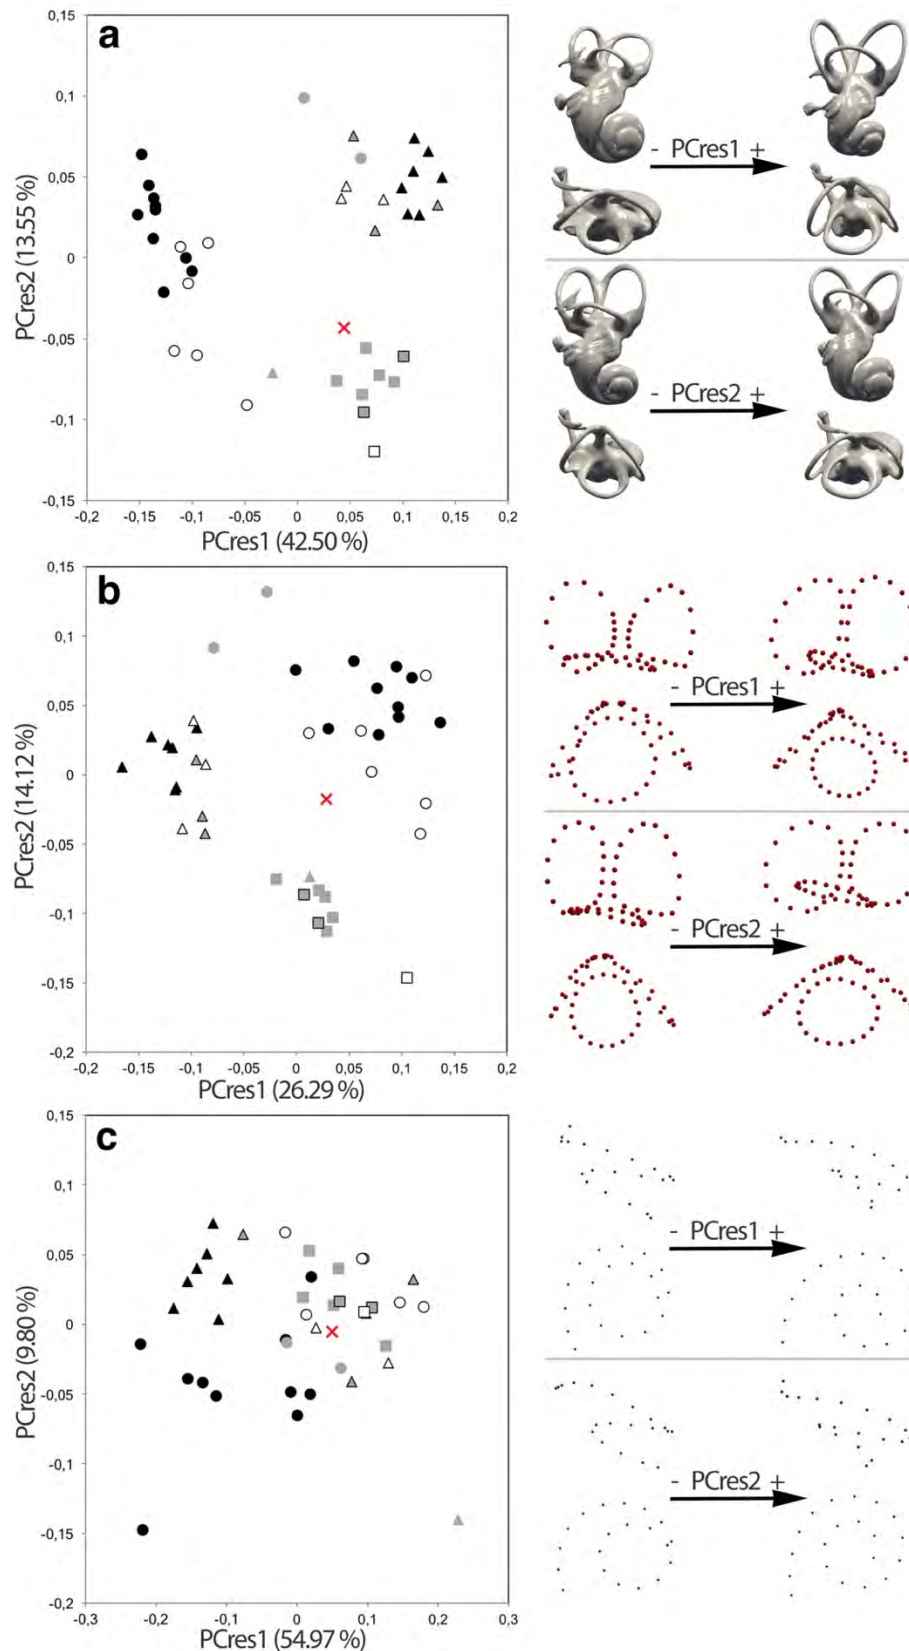 a
0,15
0,1
0,05
0
-0,05
-0,1
-0,15
PCres2 (13.55 %)
-0,2 -0,15 -0,1 -0,05 0 0,05 0,1 0,15 0,2
PCres1 (42.50 %)
- PCres1 +
- PCres2 +
b
0,15
0,1
0,05
0
-0,05
-0,1
-0,15
-0,2
PCres2 (14.12 %)
-0,2 -0,15 -0,1 -0,05 0 0,05 0,1 0,15 0,2
PCres1 (26.29 %)
- PCres1 +
- PCres2 +
c
0,15
0,1
0,05
0
-0,05
-0,1
-0,15
-0,2
PCres2 (9.80 %)
-0,3 -0,2 -0,1 0 0,1 0,2 0,3
PCres1 (54.97 %)
- PCres1 +
- PCres2 +